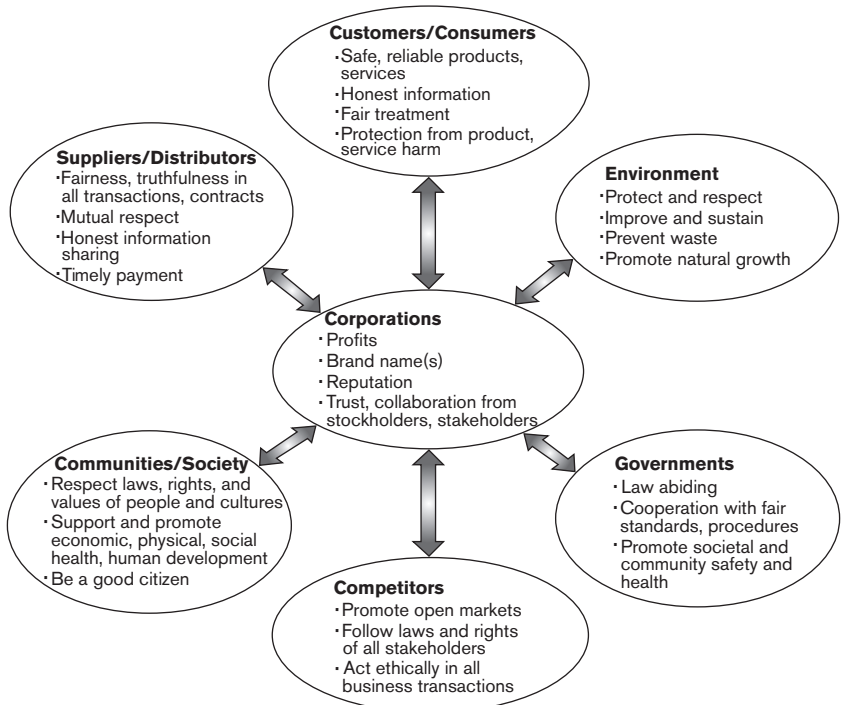 Customers/Consumers
· Safe, reliable products,
services
· Honest information
· Fair treatment
· Protection from product,
service harm
Suppliers/Distributors
· Fairness, truthfulness in
all transactions, contracts
· Mutual respect
· Honest information
sharing
· Timely payment
Environment
· Protect and respect
· Improve and sustain
· Prevent waste
· Promote natural growth
Corporations
· Profits
· Brand name(s)
· Reputation
· Trust, collaboration from
stockholders, stakeholders
Communities/Society
· Respect laws, rights, and
values of people and cultures
· Support and promote
economic, physical, social
health, human development
· Be a good citizen
Governments
· Law abiding
· Cooperation with fair
standards, procedures
· Promote societal and
community safety and
health
Competitors
· Promote open markets
· Follow laws and rights
of all stakeholders
· Act ethically in all
business transactions